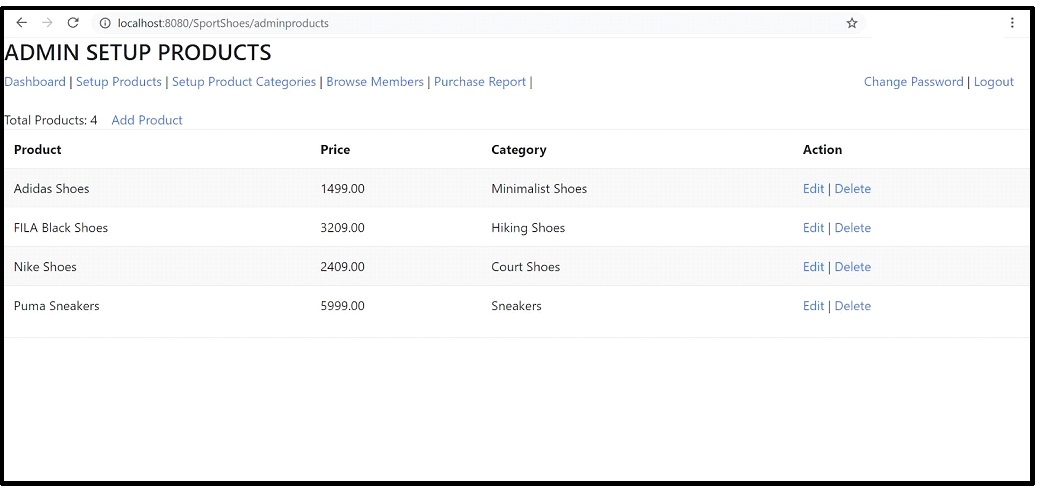 localhost:8080/SportShoes/adminproducts
ADMIN SETUP PRODUCTS
Dashboard | Setup Products | Setup Product Categories | Browse Members | Purchase Report | Change Password | Logout
Total Products: 4 Add Product
Product Price Category Action
Adidas Shoes 1499.00 Minimalist Shoes Edit | Delete
FILA Black Shoes 3209.00 Hiking Shoes Edit | Delete
Nike Shoes 2409.00 Court Shoes Edit | Delete
Puma Sneakers 5999.00 Sneakers Edit | Delete